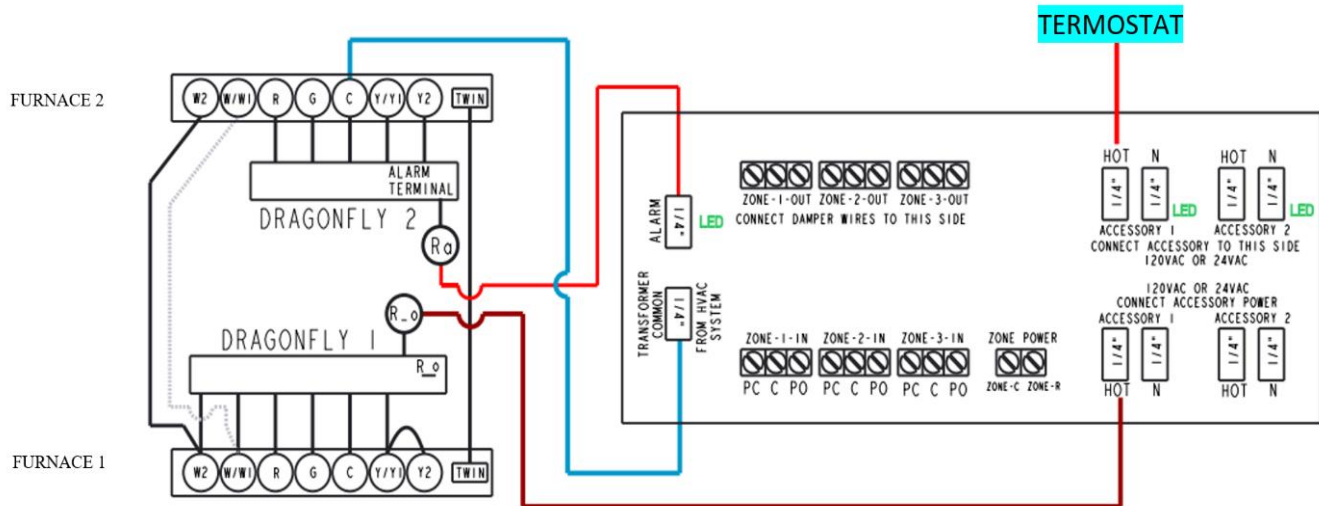 TERMOSTAT
FURNACE 2
W2 W/W1 R G C Y/Y1 Y2 TWIN
ALARM
TERMINAL
DRAGONFLY 2
Ra
R_o
DRAGONFLY 1
R_o
FURNACE 1
W2 W/W1 R G C Y/Y1 Y2 TWIN
ALARM
1/4"
LED
TRANSFORMER
COMMON
1/4"
FROM HVAC
SYSTEM
ZONE-1-OUT ZONE-2-OUT ZONE-3-OUT
CONNECT DAMPER WIRES TO THIS SIDE
ZONE-1-IN ZONE-2-IN ZONE-3-IN ZONE POWER
PC C PO PC C PO PC C PO ZONE-C ZONE-R
HOT N HOT N
1/4" 1/4" LED 1/4" 1/4" LED
ACCESSORY 1 ACCESSORY 2
CONNECT ACCESSORY TO THIS SIDE
120VAC OR 24VAC
120VAC OR 24VAC
CONNECT ACCESSORY POWER
ACCESSORY 1 ACCESSORY 2
1/4" 1/4" 1/4" 1/4"
HOT N HOT N